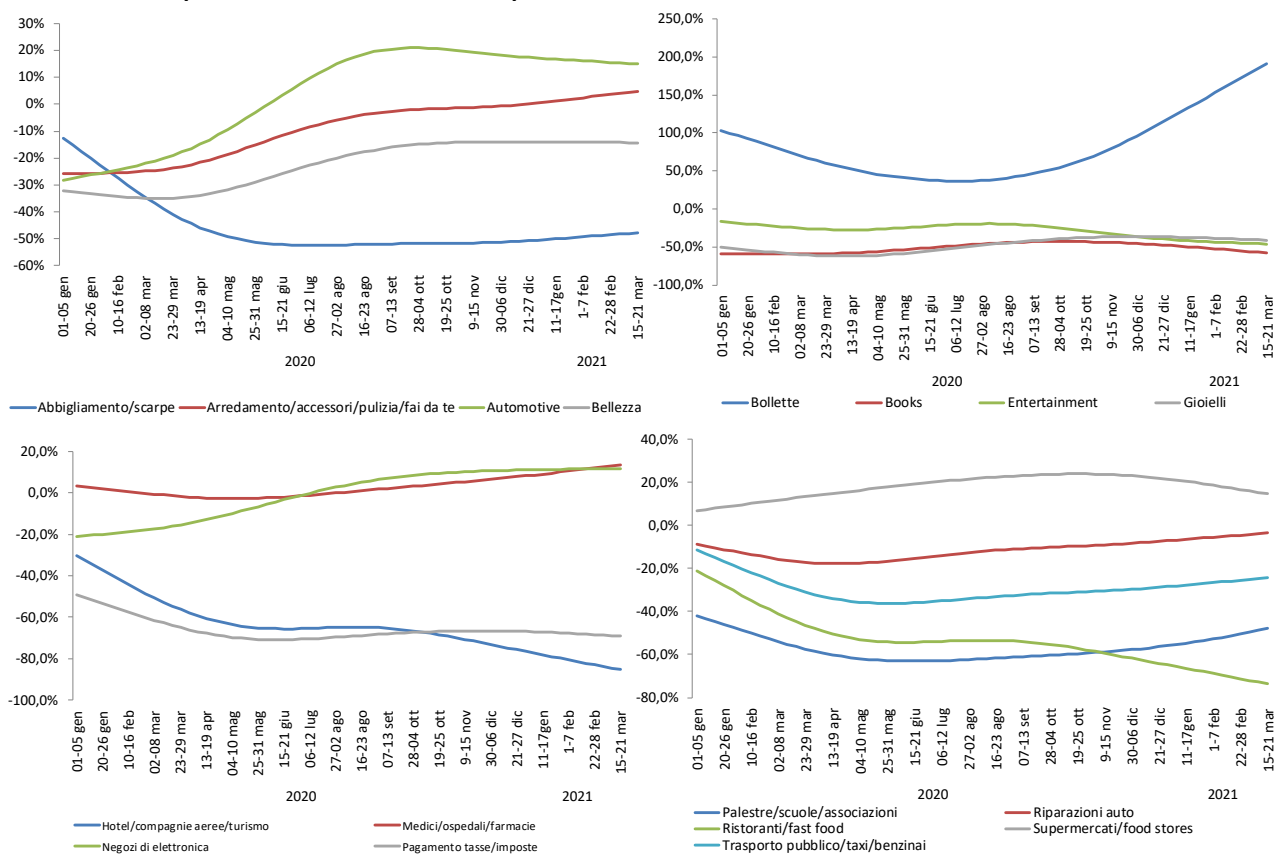 30%
20%
10%
0%
-10%
-20%
-30%
-40%
-50%
-60%
01-05 gen
20-26 gen
10-16 feb
02-08 mar
23-29 mar
13-19 apr
04-10 mag
25-31 mag
15-21 giu
06-12 lug
27-02 ago
16-23 ago
07-13 set
28-04 ott
19-25 ott
9-15 nov
30-06 dic
21-27 dic
11-17gen
1-7 feb
22-28 feb
15-21 mar
2020 2021
Abbigliamento/scarpe Arredamento/accessori/pulizia/fai da te Automotive Bellezza
250,0%
200,0%
150,0%
100,0%
50,0%
0,0%
-50,0%
-100,0%
01-05 gen
20-26 gen
10-16 feb
02-08 mar
23-29 mar
13-19 apr
04-10 mag
25-31 mag
15-21 giu
06-12 lug
27-02 ago
16-23 ago
07-13 set
28-04 ott
19-25 ott
9-15 nov
30-06 dic
21-27 dic
11-17gen
1-7 feb
22-28 feb
15-21 mar
2020 2021
Bollette Books Entertainment Gioielli
20,0%
0,0%
-20,0%
-40,0%
-60,0%
-80,0%
-100,0%
01-05 gen
20-26 gen
10-16 feb
02-08 mar
23-29 mar
13-19 apr
04-10 mag
25-31 mag
15-21 giu
06-12 lug
27-02 ago
16-23 ago
07-13 set
28-04 ott
19-25 ott
9-15 nov
30-06 dic
21-27 dic
11-17gen
1-7 feb
22-28 feb
15-21 mar
2020 2021
Hotel/compagnie aeree/turismo Medici/ospedali/farmacie
Negozi di elettronica Pagamento tasse/imposte
40,0%
20,0%
0,0%
-20,0%
-40,0%
-60,0%
-80,0%
01-05 gen
20-26 gen
10-16 feb
02-08 mar
23-29 mar
13-19 apr
04-10 mag
25-31 mag
15-21 giu
06-12 lug
27-02 ago
16-23 ago
07-13 set
28-04 ott
19-25 ott
9-15 nov
30-06 dic
21-27 dic
11-17gen
1-7 feb
22-28 feb
15-21 mar
2020 2021
Palestre/scuole/associazioni Riparazioni auto
Ristoranti/fast food Supermercati/food stores
Trasporto pubblico/taxi/benzinai